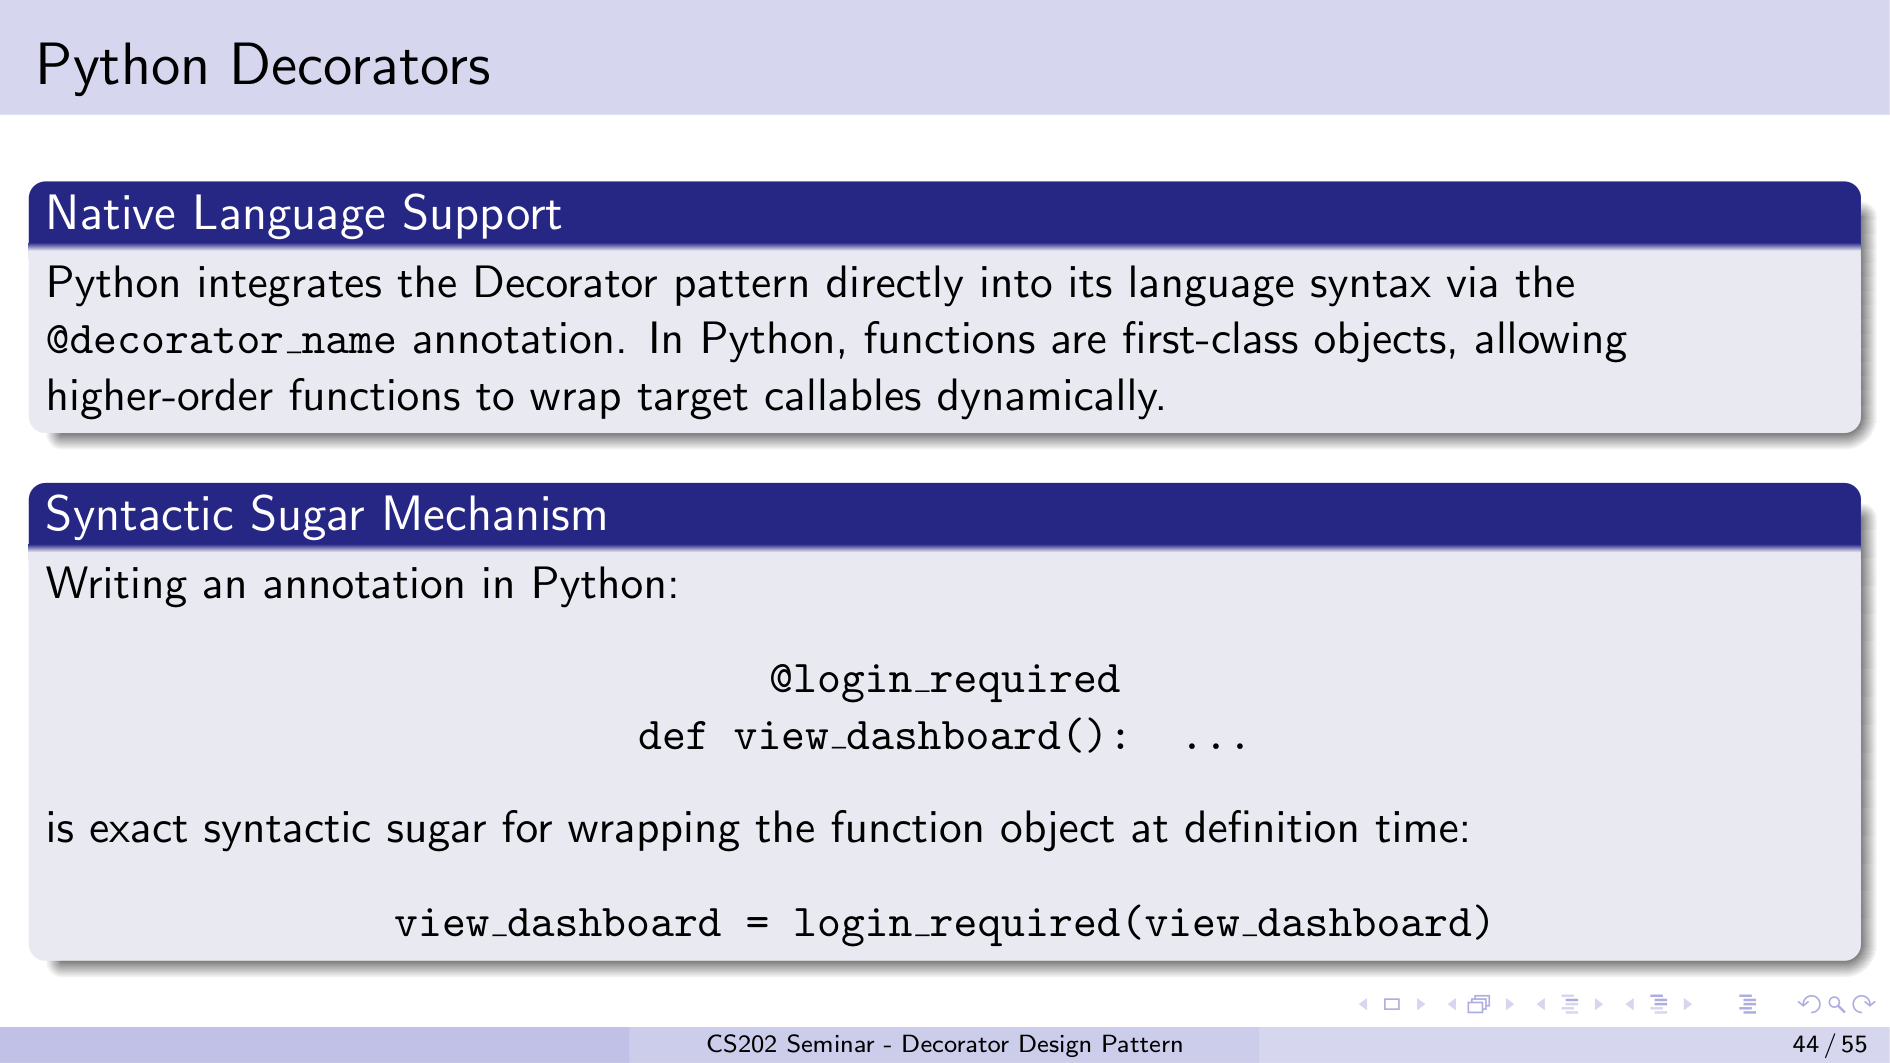 Python Decorators
Native Language Support
Python integrates the Decorator pattern directly into its language syntax via the
@decorator_name annotation. In Python, functions are first-class objects, allowing
higher-order functions to wrap target callables dynamically.
Syntactic Sugar Mechanism
Writing an annotation in Python:
@login_required
def view_dashboard(): ...
is exact syntactic sugar for wrapping the function object at definition time:
view_dashboard = login_required(view_dashboard)
CS202 Seminar - Decorator Design Pattern
44 / 55